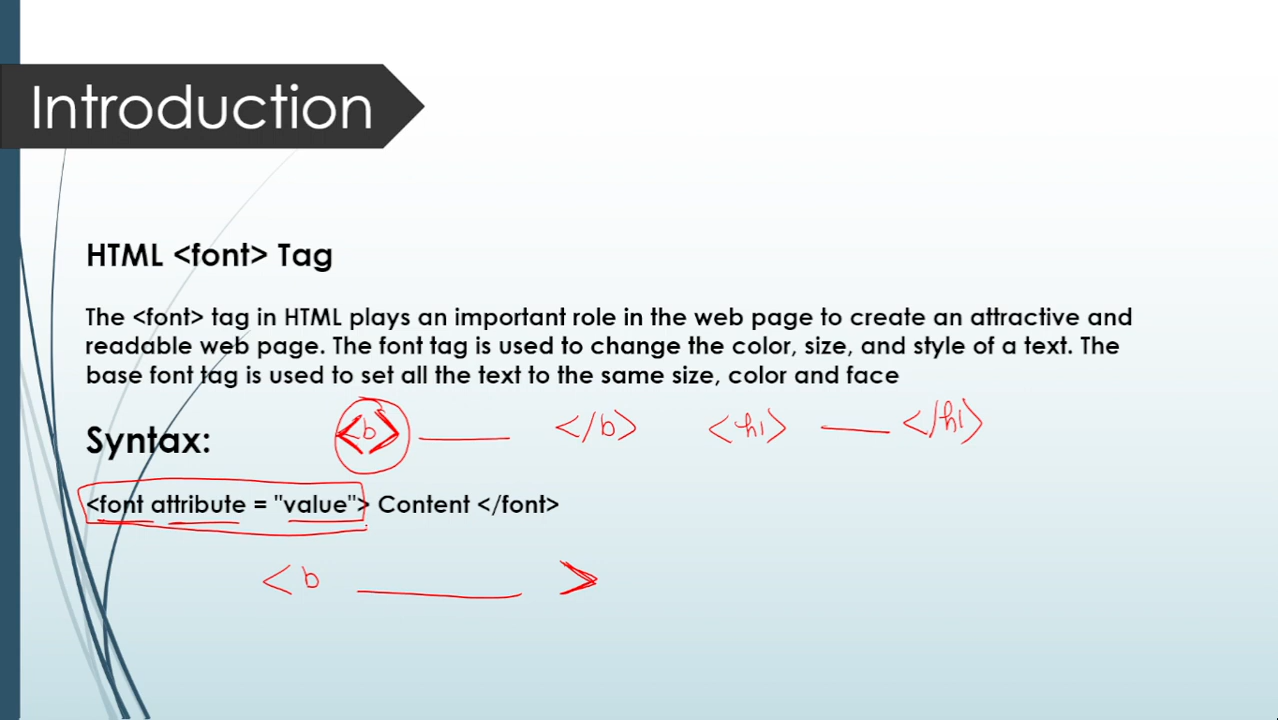 Introduction
HTML <font> Tag
The <font> tag in HTML plays an important role in the web page to create an attractive and
readable web page. The font tag is used to change the color, size, and style of a text. The
base font tag is used to set all the text to the same size, color and face
<b> ____ </b> <h1> ____ </h1>
Syntax:
<font attribute = "value"> Content </font>
<b ____ >